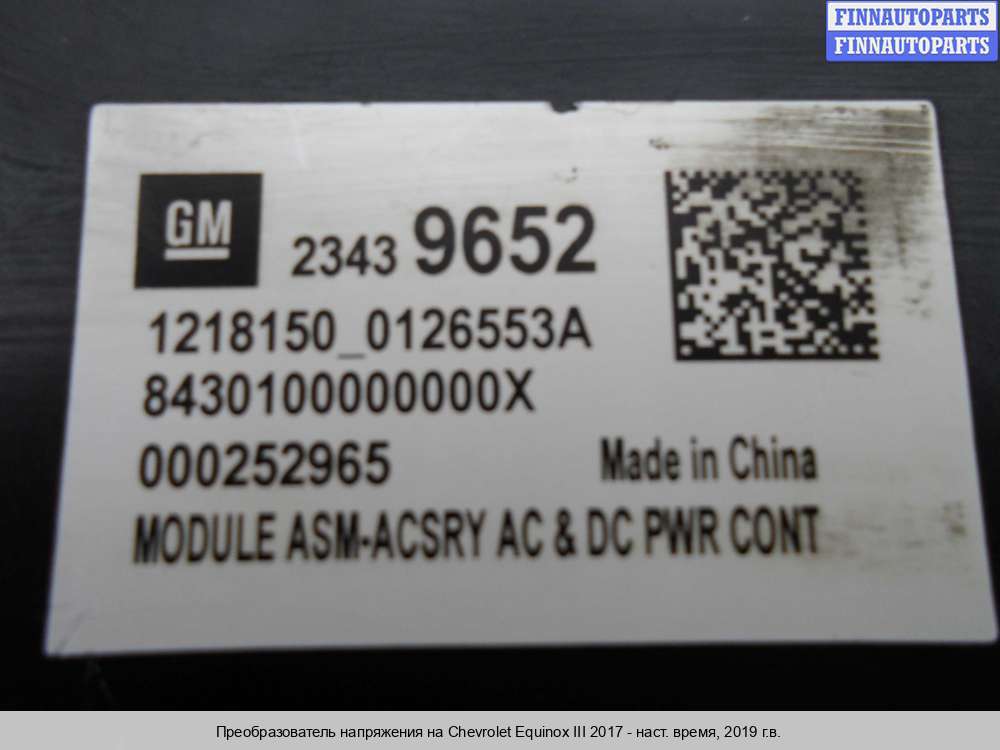 FINNAUTOPARTS
FINNAUTOPARTS
GM
2343 9652
1218150_0126553A
8430100000000X
000252965
Made in China
MODULE ASM-ACSRY AC & DC PWR CONT
Преобразователь напряжения на Chevrolet Equinox III 2017 - наст. время, 2019 г.в.